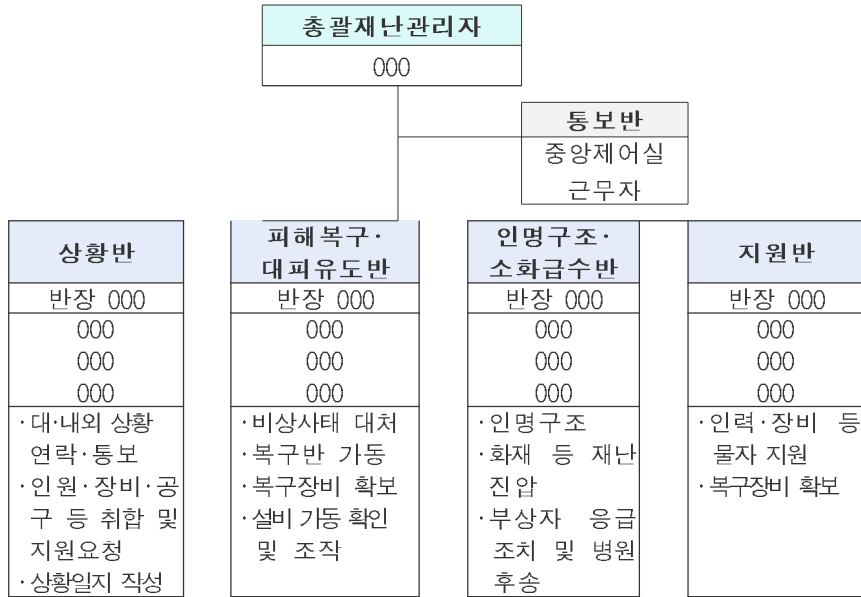 총괄재난관리자
000
통보반
중앙제어실
근무자
상황반
반장 000
000
000
000
·대·내외 상황
연락·통보
·인원·장비·공
구 등 취합 및
지원요청
·상황일지 작성
피해복구·
대피유도반
반장 000
000
000
000
·비상사태 대처
·복구반 가동
·복구장비 확보
·설비 가동 확인
및 조작
인명구조·
소화급수반
반장 000
000
000
000
·인명구조
·화재 등 재난
진압
·부상자 응급
조치 및 병원
후송
지원반
반장 000
000
000
000
·인력·장비 등
물자 지원
·복구장비 확보